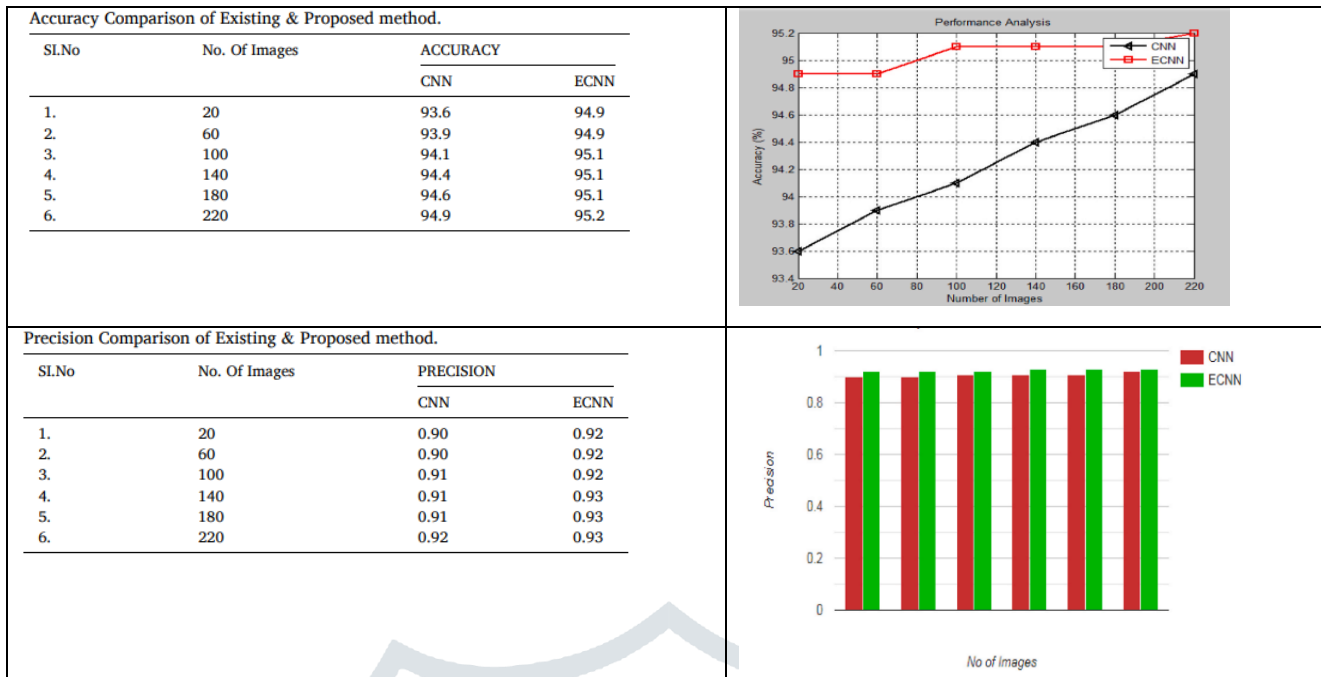 Accuracy Comparison of Existing & Proposed method.
SI.No No. Of Images ACCURACY
CNN ECNN
1. 20 93.6 94.9
2. 60 93.9 94.9
3. 100 94.1 95.1
4. 140 94.4 95.1
5. 180 94.6 95.1
6. 220 94.9 95.2
Performance Analysis
95.2
95
94.8
94.6
94.4
94.2
94
93.8
93.6
93.4
Accuracy (%)
CNN
ECNN
20 40 60 80 100 120 140 160 180 200 220
Number of Images
Precision Comparison of Existing & Proposed method.
SI.No No. Of Images PRECISION
CNN ECNN
1. 20 0.90 0.92
2. 60 0.90 0.92
3. 100 0.91 0.92
4. 140 0.91 0.93
5. 180 0.91 0.93
6. 220 0.92 0.93
1
0.8
0.6
0.4
0.2
0
Precision
CNN
ECNN
No of Images